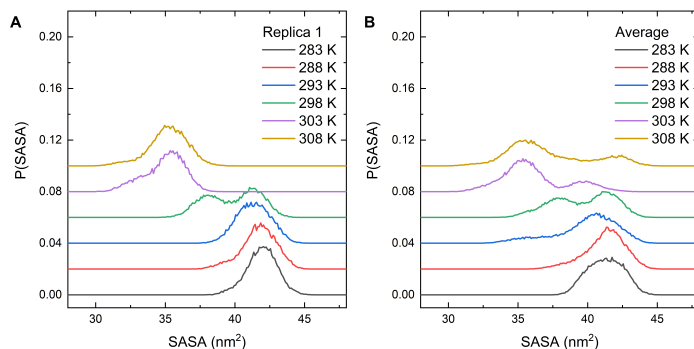 A
Replica 1
283 K
288 K
293 K
298 K
303 K
308 K
0.20
0.16
0.12
0.08
0.04
0.00
P(SASA)
30 35 40 45
SASA (nm²)
B
Average
283 K
288 K
293 K
298 K
303 K
308 K
0.20
0.16
0.12
0.08
0.04
0.00
P(SASA)
30 35 40 45
SASA (nm²)